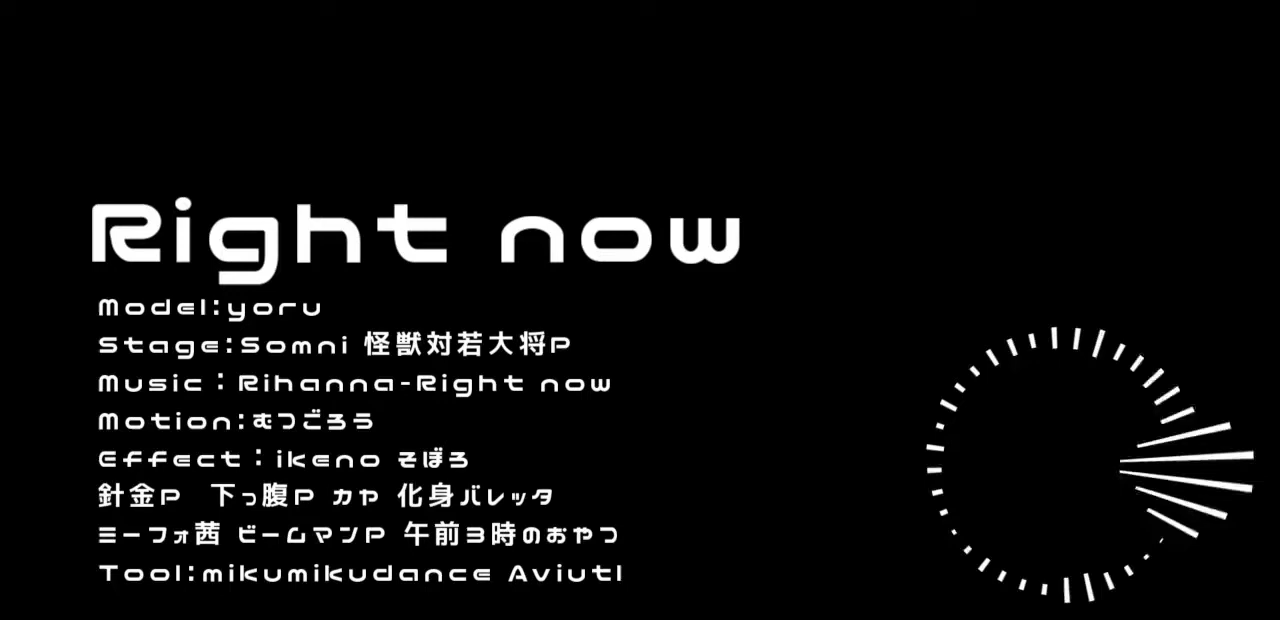 Right now
Model:yoru
Stage:Somni 怪獣対若大将P
Music：Rihanna-Right now
Motion:むつごろう
Effect：ikeno そぼろ
針金P　下っ腹P カヤ 化身バレッタ
ミーフォ茜 ビームマンP 午前3時のおやつ
Tool:mikumikudance Aviutl